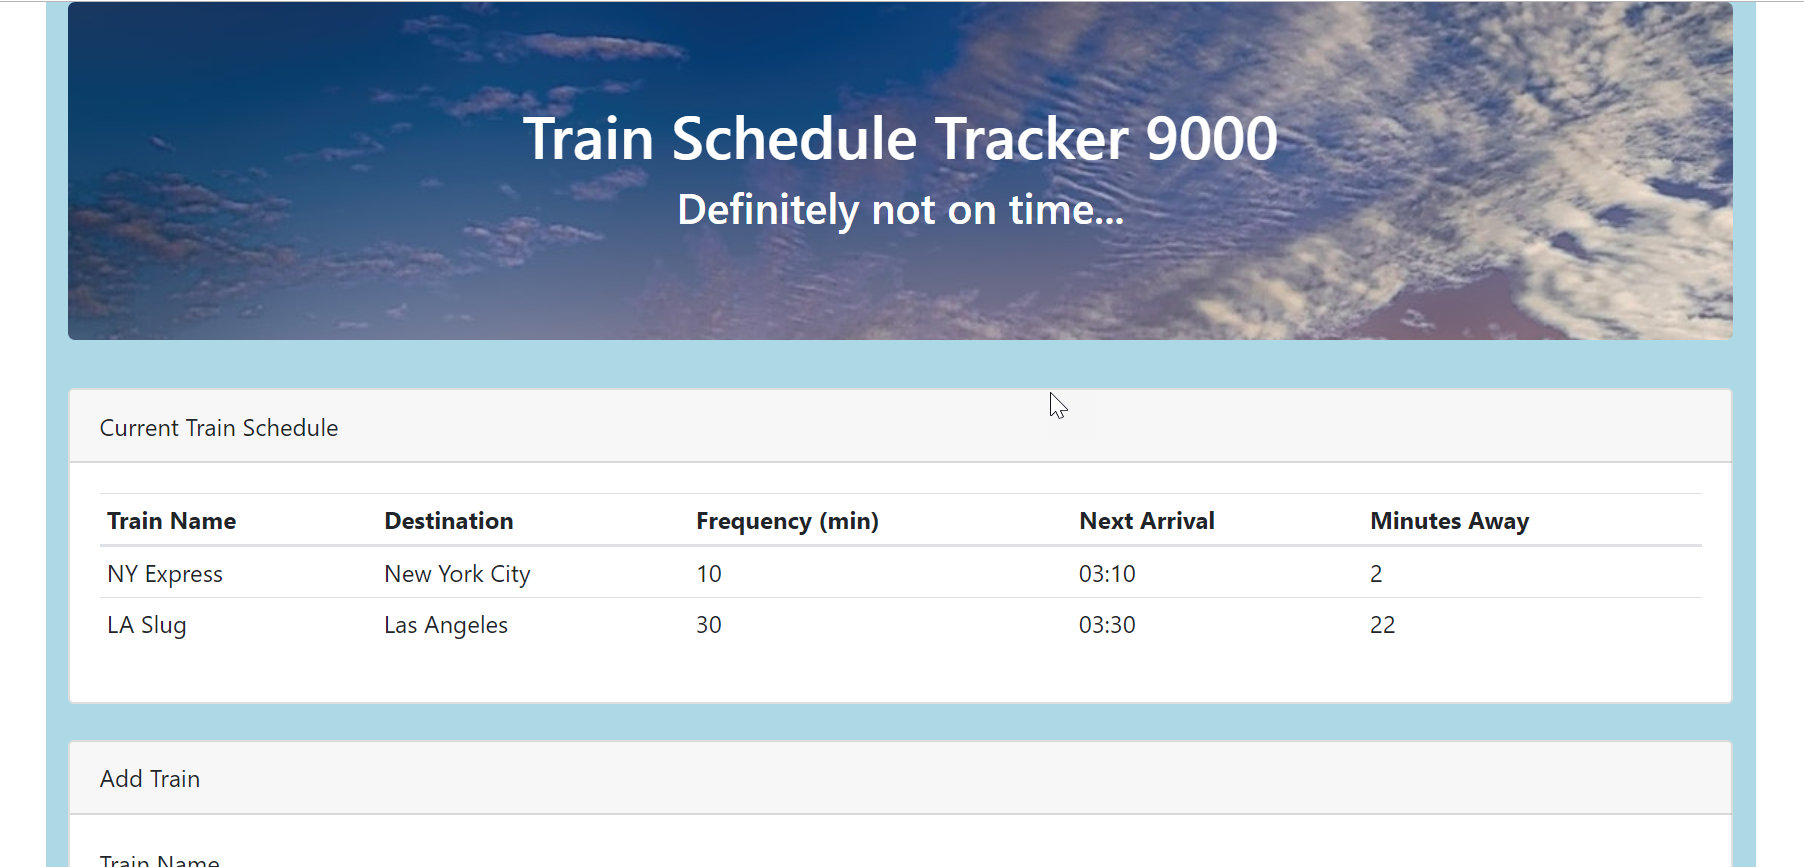 Train Schedule Tracker 9000
Definitely not on time...
Current Train Schedule
Train Name Destination Frequency (min) Next Arrival Minutes Away
NY Express New York City 10 03:10 2
LA Slug Las Angeles 30 03:30 22
Add Train
Train Name